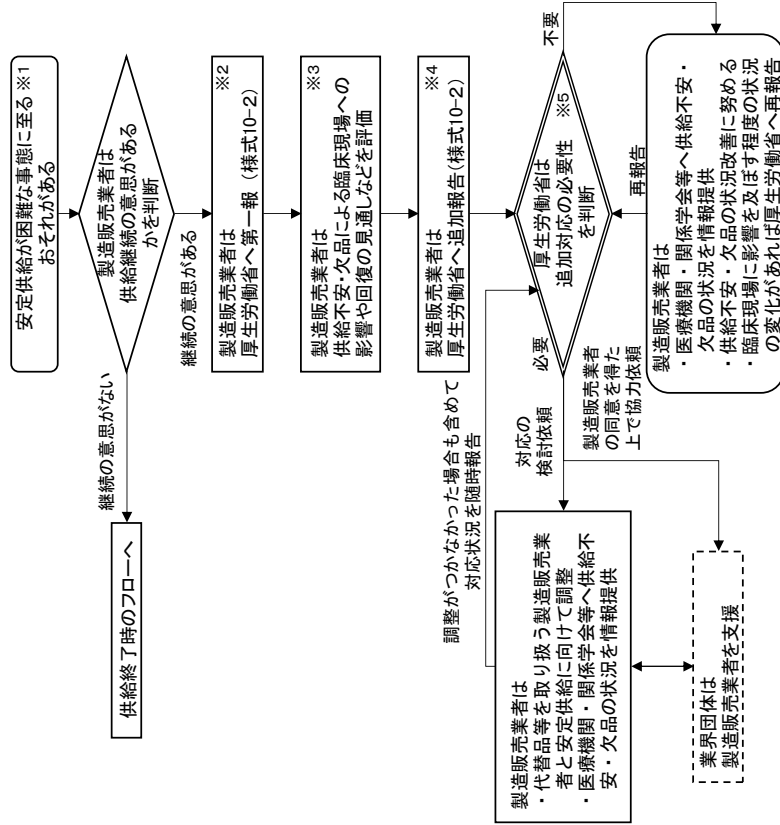 安定供給が困難な事態に至る ※1
おそれがある
製造販売業者は
供給継続の意思がある
かを判断
継続の意思がない
供給終了時のフローへ
継続の意思がある
※2
製造販売業者は
厚生労働省へ第一報 (様式10-2)
※3
製造販売業者は
供給不安・欠品による臨床現場への
影響や回復の見通しなどを評価
※4
製造販売業者は
厚生労働省へ追加報告(様式10-2)
厚生労働省は
追加対応の必要性
を判断
※5
調整がつかなかった場合も含めて
対応状況を随時報告
必要
不要
対応の
検討依頼
製造販売業者
の同意を得た
上で協力依頼
再報告
製造販売業者は
・代替品等を取り扱う製造販売業
者と安定供給に向けて調整
・医療機関・関係学会等へ供給不
安・欠品の状況を情報提供
業界団体は
製造販売業者を支援
製造販売業者は
・医療機関・関係学会等へ供給不安・
欠品の状況を情報提供
・供給不安・欠品の状況改善に努める
・臨床現場に影響を及ぼす程度の状況
の変化があれば厚生労働省へ再報告